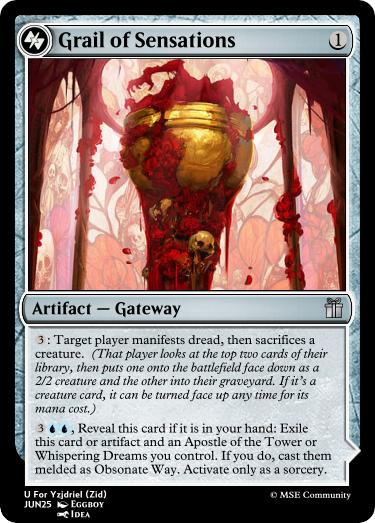 Grail of Sensations 1
Artifact — Gateway
3: Target player manifests dread, then sacrifices a
creature. (That player looks at the top two cards of their
library, then puts one onto the battlefield face down as a
2/2 creature and the other into their graveyard. If it's a
creature card, it can be turned face up any time for its
mana cost.)
3, Reveal this card if it is in your hand: Exile
this card or artifact and an Apostle of the Tower or
Whispering Dreams you control. If you do, cast them
melded as Obsonate Way. Activate only as a sorcery.
U For Yzjdriel (Zid)
JUN25 Eggboy © MSE Community
Idea